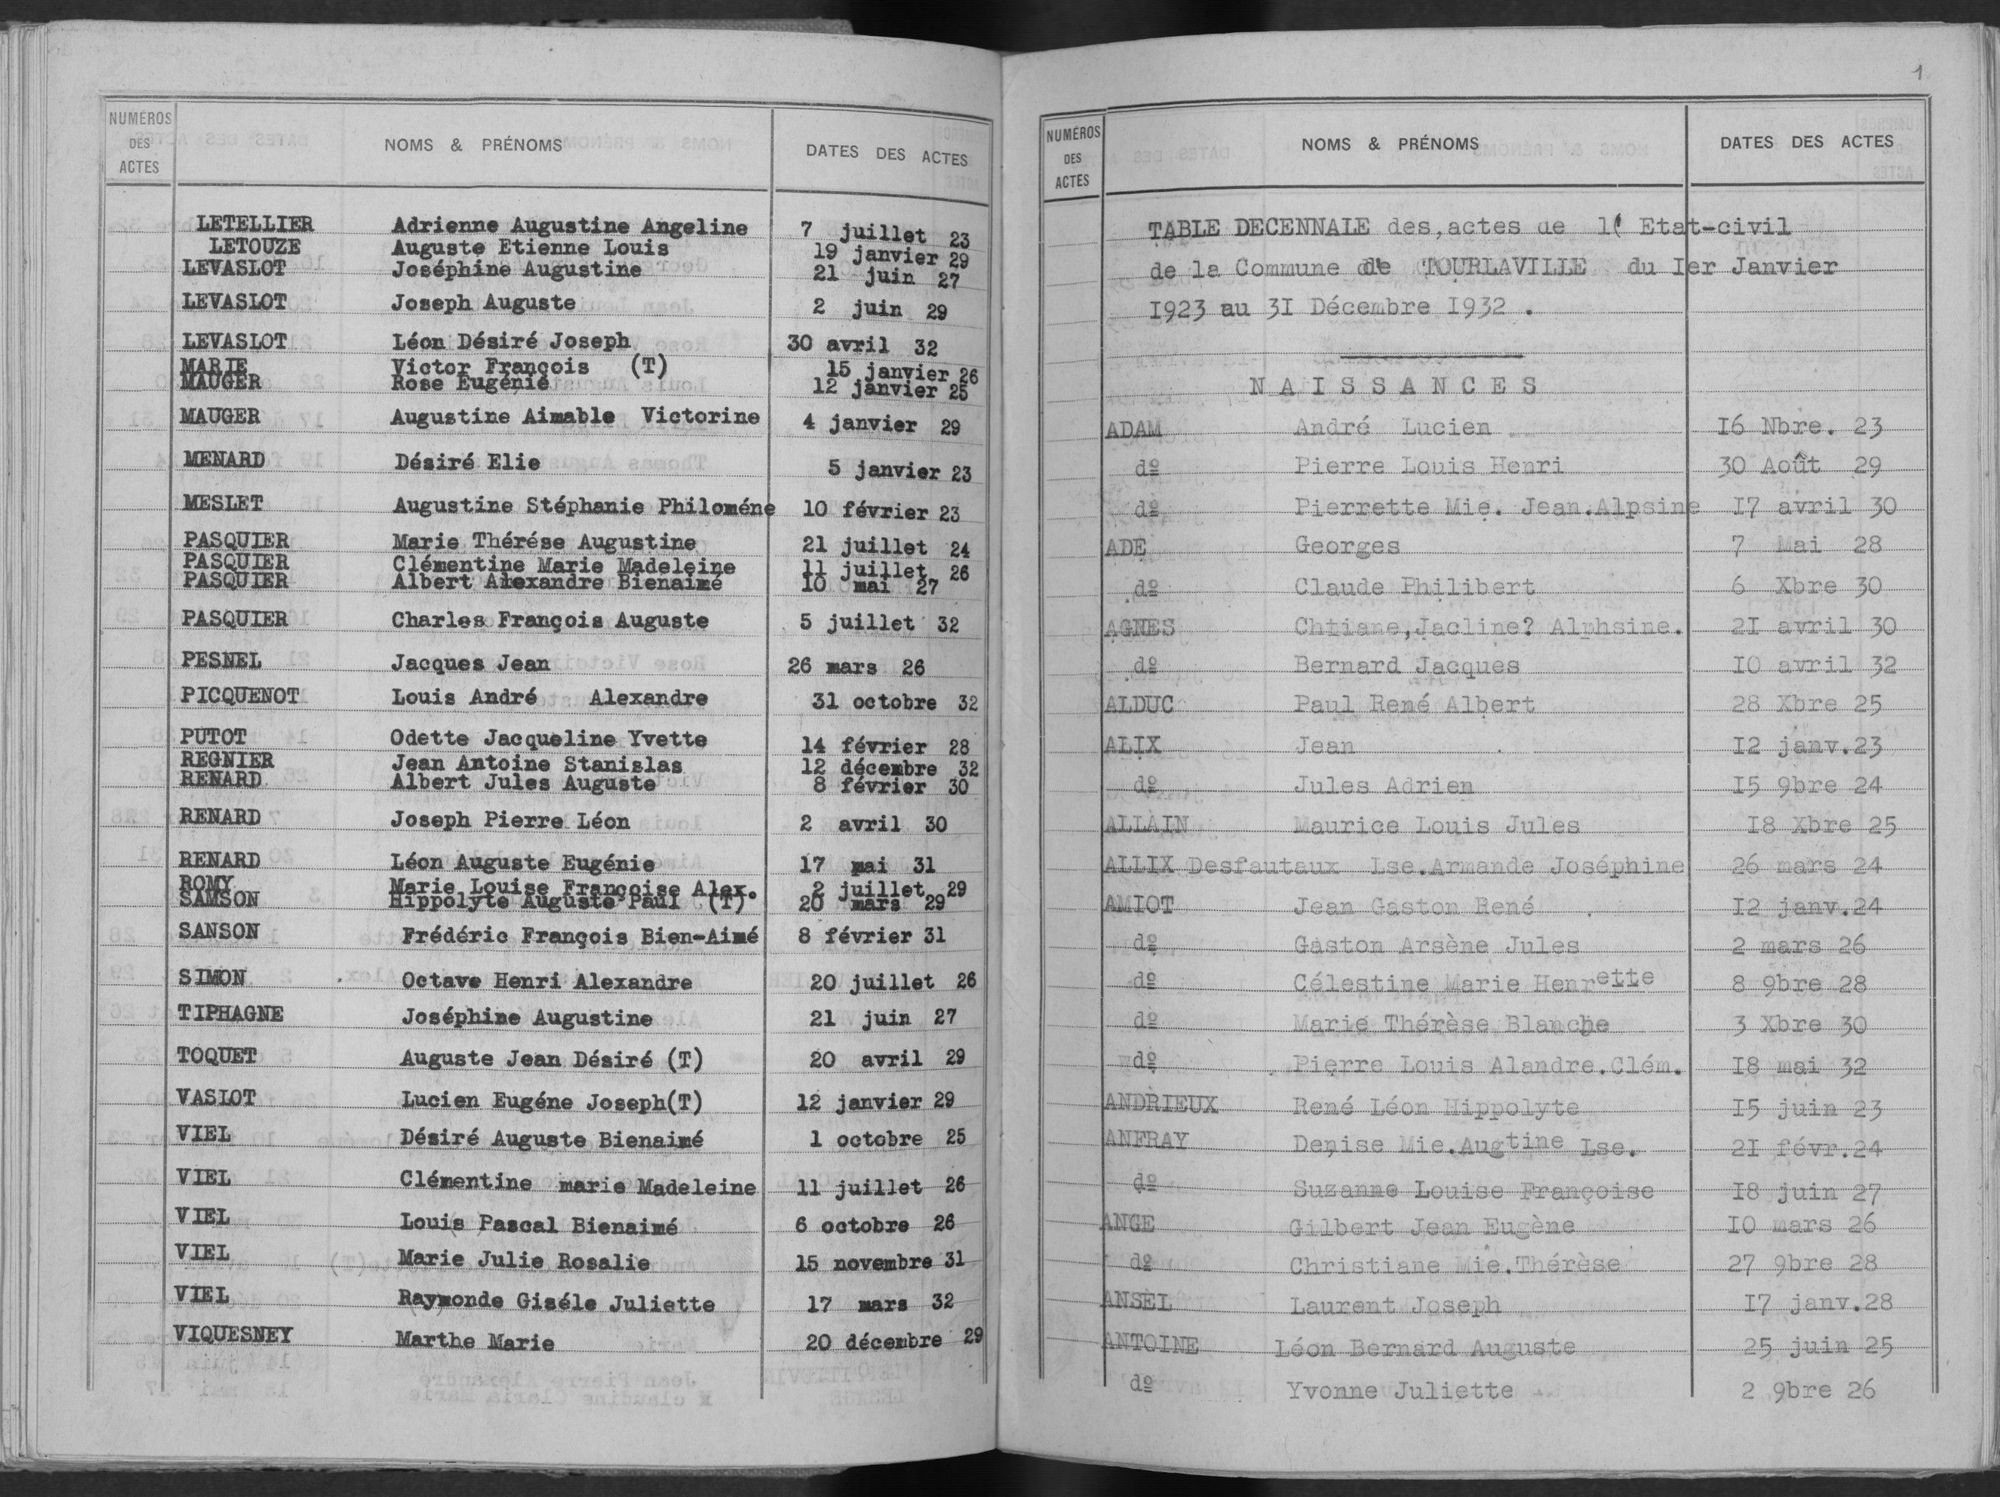 NUMÉROS DES ACTES NOMS & PRÉNOMS DATES DES ACTES
LETELLIER Adrienne Augustine Angeline 7 juillet 23
LETOUZE Auguste Etienne Louis 19 janvier 29
LEVASLOT Joséphine Augustine 21 juin 27
LEVASLOT Joseph Auguste 2 juin 29
LEVASLOT Léon Désiré Joseph 30 avril 32
MARIE Victor François (T) 15 janvier 26
MAUGER Rose Eugénie 12 janvier 25
MAUGER Augustine Aimable Victorine 4 janvier 29
MENARD Désiré Elie 5 janvier 23
MESLET Augustine Stéphanie Philoméne 10 février 23
PASQUIER Marie Thérése Augustine 21 juillet 24
PASQUIER Clémentine Marie Madeleine 11 juillet 26
PASQUIER Albert Alexandre Bienaimé 10 mai 27
PASQUIER Charles François Auguste 5 juillet 32
PESNEL Jacques Jean 26 mars 26
PICQUENOT Louis André Alexandre 31 octobre 32
PUTOT Odette Jacqueline Yvette 14 février 28
REGNIER Jean Antoine Stanislas 12 décembre 32
RENARD Albert Jules Auguste 8 février 30
RENARD Joseph Pierre Léon 2 avril 30
RENARD Léon Auguste Eugénie 17 mai 31
ROMY Marie Louise Françoise Alex. 2 juillet 29
SAMSON Hippolyte Auguste Paul (T) 20 mars 29
SANSON Frédéric François Bien-Aimé 8 février 31
SIMON Octave Henri Alexandre 20 juillet 26
TIPHAGNE Joséphine Augustine 21 juin 27
TOQUET Auguste Jean Désiré (T) 20 avril 29
VASLOT Lucien Eugéne Joseph(T) 12 janvier 29
VIEL Désiré Auguste Bienaimé 1 octobre 25
VIEL Clémentine marie Madeleine 11 juillet 26
VIEL Louis Pascal Bienaimé 6 octobre 26
VIEL Marie Julie Rosalie 15 novembre 31
VIEL Raymonde Giséle Juliette 17 mars 32
VIQUESNEY Marthe Marie 20 décembre 29
1
NUMÉROS DES ACTES NOMS & PRÉNOMS DATES DES ACTES
TABLE DECENNALE des,actes de l' Etat-civil
de la Commune de TOURLAVILLE du Ier Janvier
I923 au 3I Décembre I932 .
N A I S S A N C E S
ADAM André Lucien I6 Nbre. 23
dº Pierre Louis Henri 30 Août 29
dº Pierrette Mie. Jean.Alpsine I7 avril 30
ADE Georges 7 Mai 28
dº Claude Philibert 6 Xbre 30
AGNES Chtiane,Jacline? Alphsine. 2I avril 30
dº Bernard Jacques I0 avril 32
ALDUC Paul René Albert 28 Xbre 25
ALIX Jean I2 janv.23
dº Jules Adrien I5 9bre 24
ALLAIN Maurice Louis Jules I8 Xbre 25
ALLIX Desfautaux Lse.Armande Joséphine 26 mars 24
AMIOT Jean Gaston René I2 janv.24
dº Gaston Arsène Jules 2 mars 26
dº Célestine Marie Henrette 8 9bre 28
dº Marie Thérèse Blanche 3 Xbre 30
dº Pierre Louis Alandre.Clém. I8 mai 32
ANDRIEUX René Léon Hippolyte I5 juin 23
ANFRAY Denise Mie.Augtine Lse. 2I févr.24
dº Suzanne Louise Françoise I8 juin 27
ANGE Gilbert Jean Eugène I0 mars 26
dº Christiane Mie.Thérèse 27 9bre 28
ANSEL Laurent Joseph I7 janv.28
ANTOINE Léon Bernard Auguste 25 juin 25
dº Yvonne Juliette 2 9bre 26